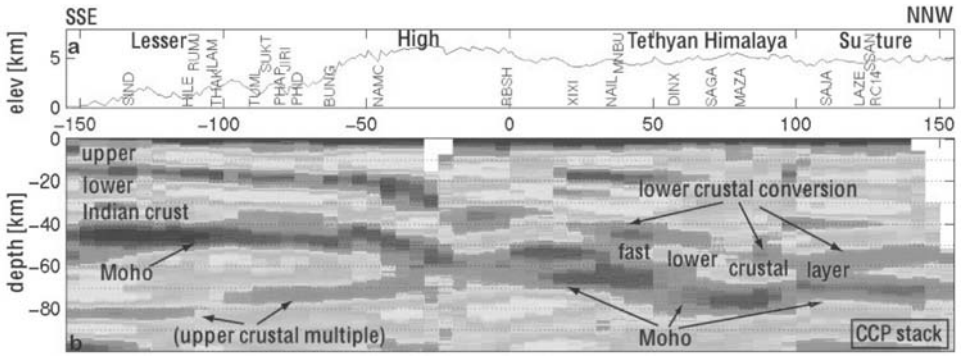 SSE NNW
a Lesser High Tethyan Himalaya Suture
elev [km]
5
0
SIND HILE RUMJ THAK ILAM TUML SUKT PHAP JIRI PHID BUNG NAMC RBSH XIXI NAIL MNBU DINX SAGA MAZA SAJA LAZE RC14 SSAN
-150 -100 -50 0 50 100 150
depth [km]
0
-20
-40
-60
-80
upper
lower
Indian crust
Moho
(upper crustal multiple)
lower crustal conversion
fast lower crustal layer
Moho
b
CCP stack